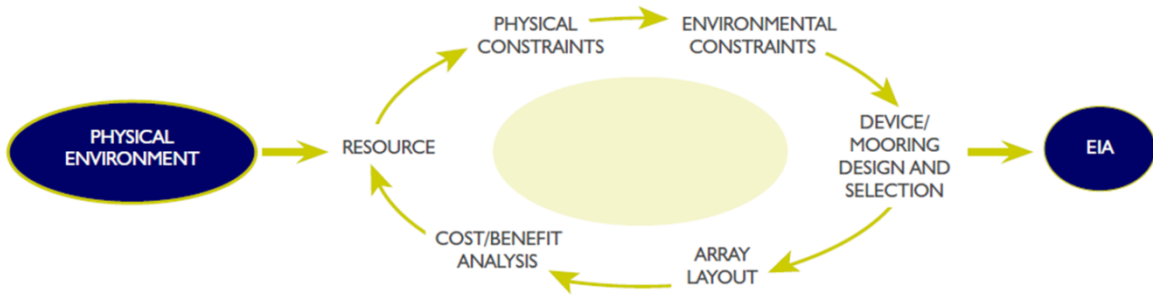 PHYSICAL
CONSTRAINTS
ENVIRONMENTAL
CONSTRAINTS
PHYSICAL
ENVIRONMENT
RESOURCE
DEVICE/
MOORING
DESIGN AND
SELECTION
EIA
COST/BENEFIT
ANALYSIS
ARRAY
LAYOUT